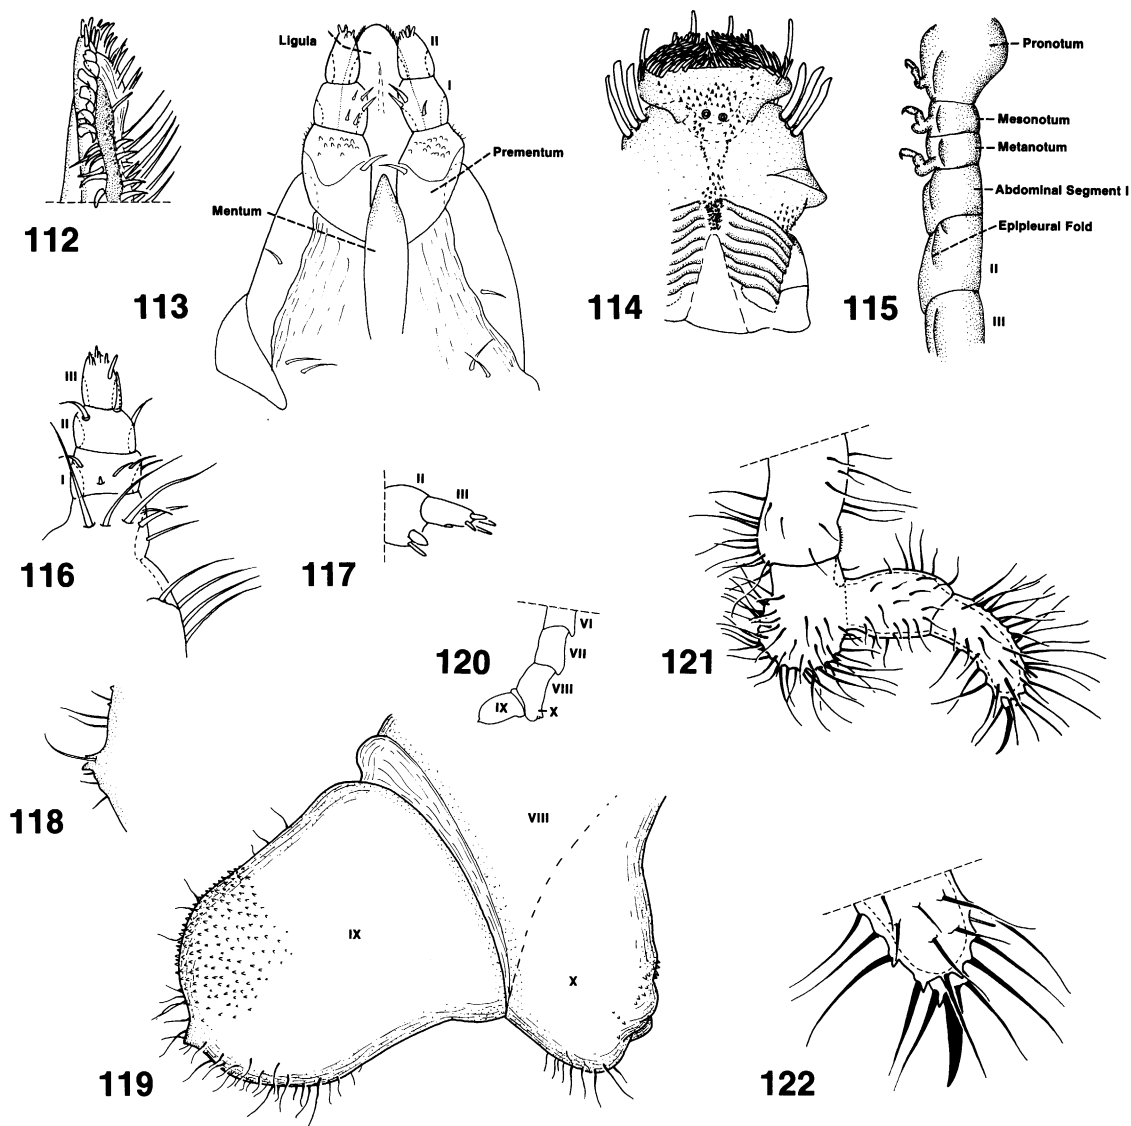 112
Ligula
II
I
Prementum
Mentum
113
114
Pronotum
Mesonotum
Metanotum
Abdominal Segment I
Epipleural Fold
II
III
115
III
II
I
116
II
III
117
118
VI
VII
VIII
IX
X
120
121
VIII
IX
X
119
122